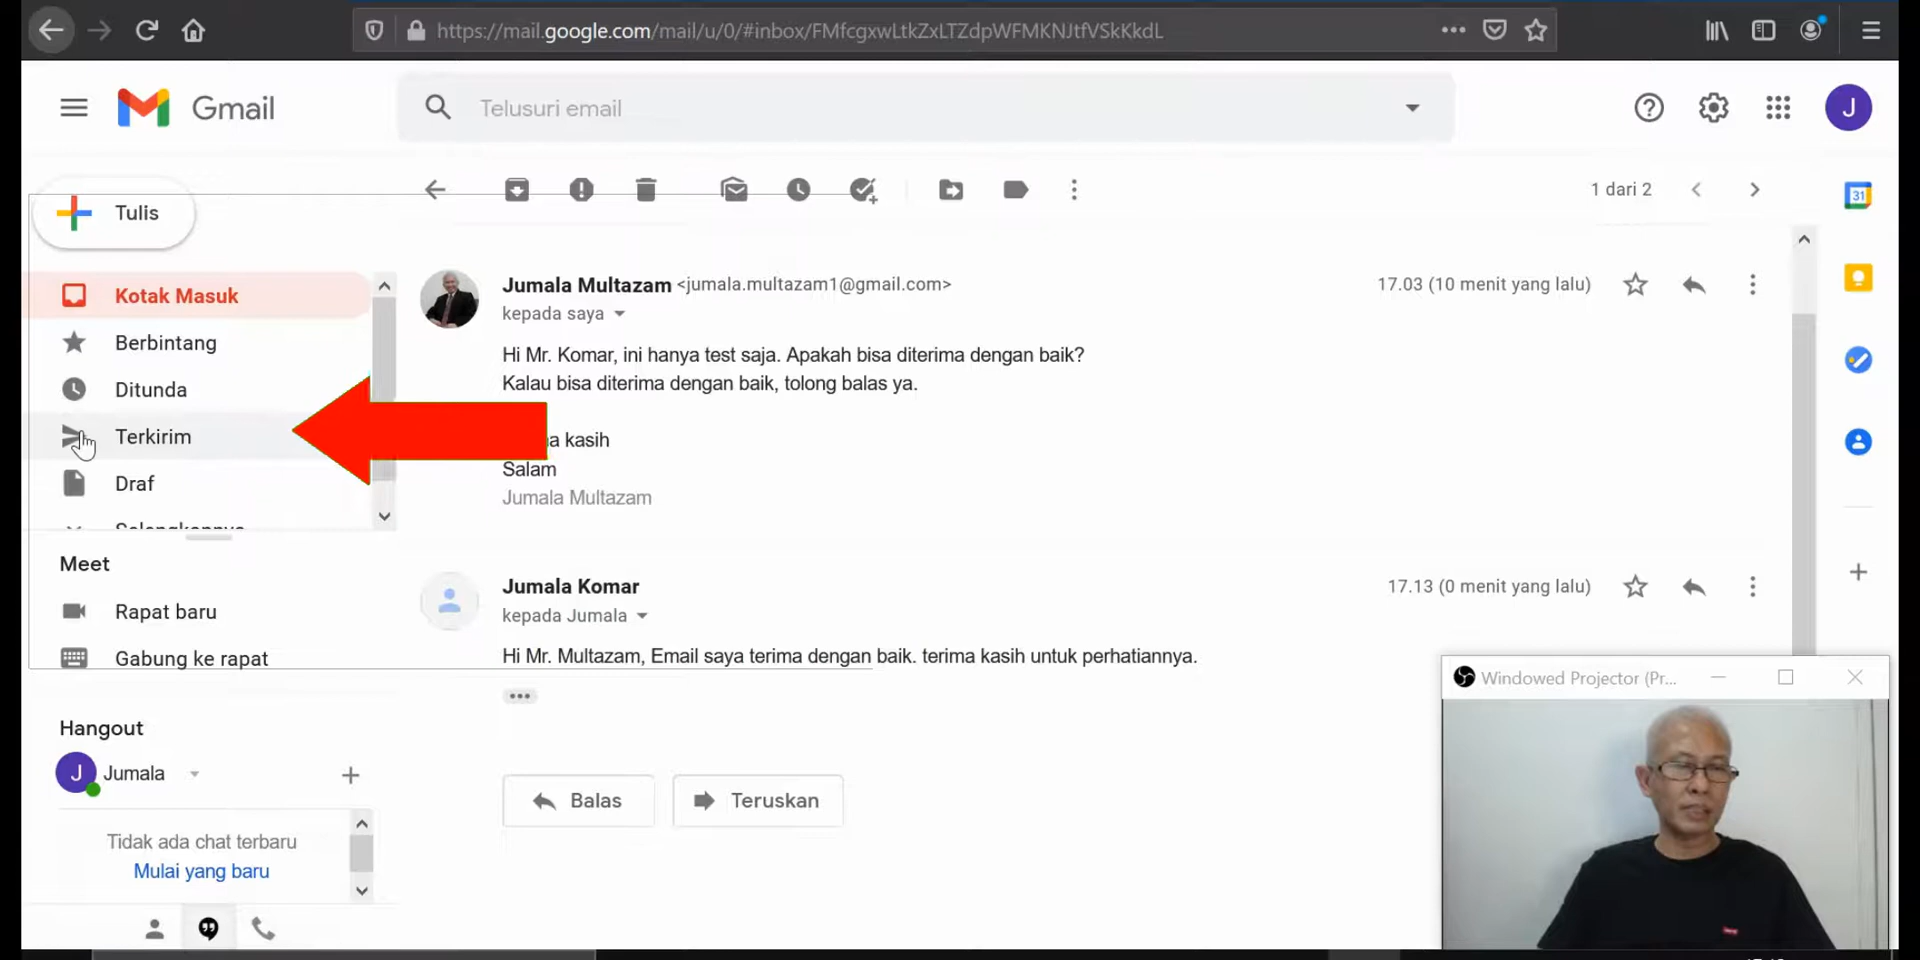 https://mail.google.com/mail/u/0/#inbox/FMfcgxwLtkZxLTZdpWFMKNJtfVSkKkdL
Gmail
Telusuri email
J
Tulis
1 dari 2
31
Kotak Masuk
Berbintang
Ditunda
Terkirim
Draf
Selengkapnya
Meet
Rapat baru
Gabung ke rapat
Hangout
J
Jumala
Tidak ada chat terbaru
Mulai yang baru
Jumala Multazam <jumala.multazam1@gmail.com>
17.03 (10 menit yang lalu)
kepada saya
Hi Mr. Komar, ini hanya test saja. Apakah bisa diterima dengan baik?
Kalau bisa diterima dengan baik, tolong balas ya.
kasih
Salam
Jumala Multazam
Jumala Komar
17.13 (0 menit yang lalu)
kepada Jumala
Hi Mr. Multazam, Email saya terima dengan baik. terima kasih untuk perhatiannya.
Balas
Teruskan
Windowed Projector (Pr...